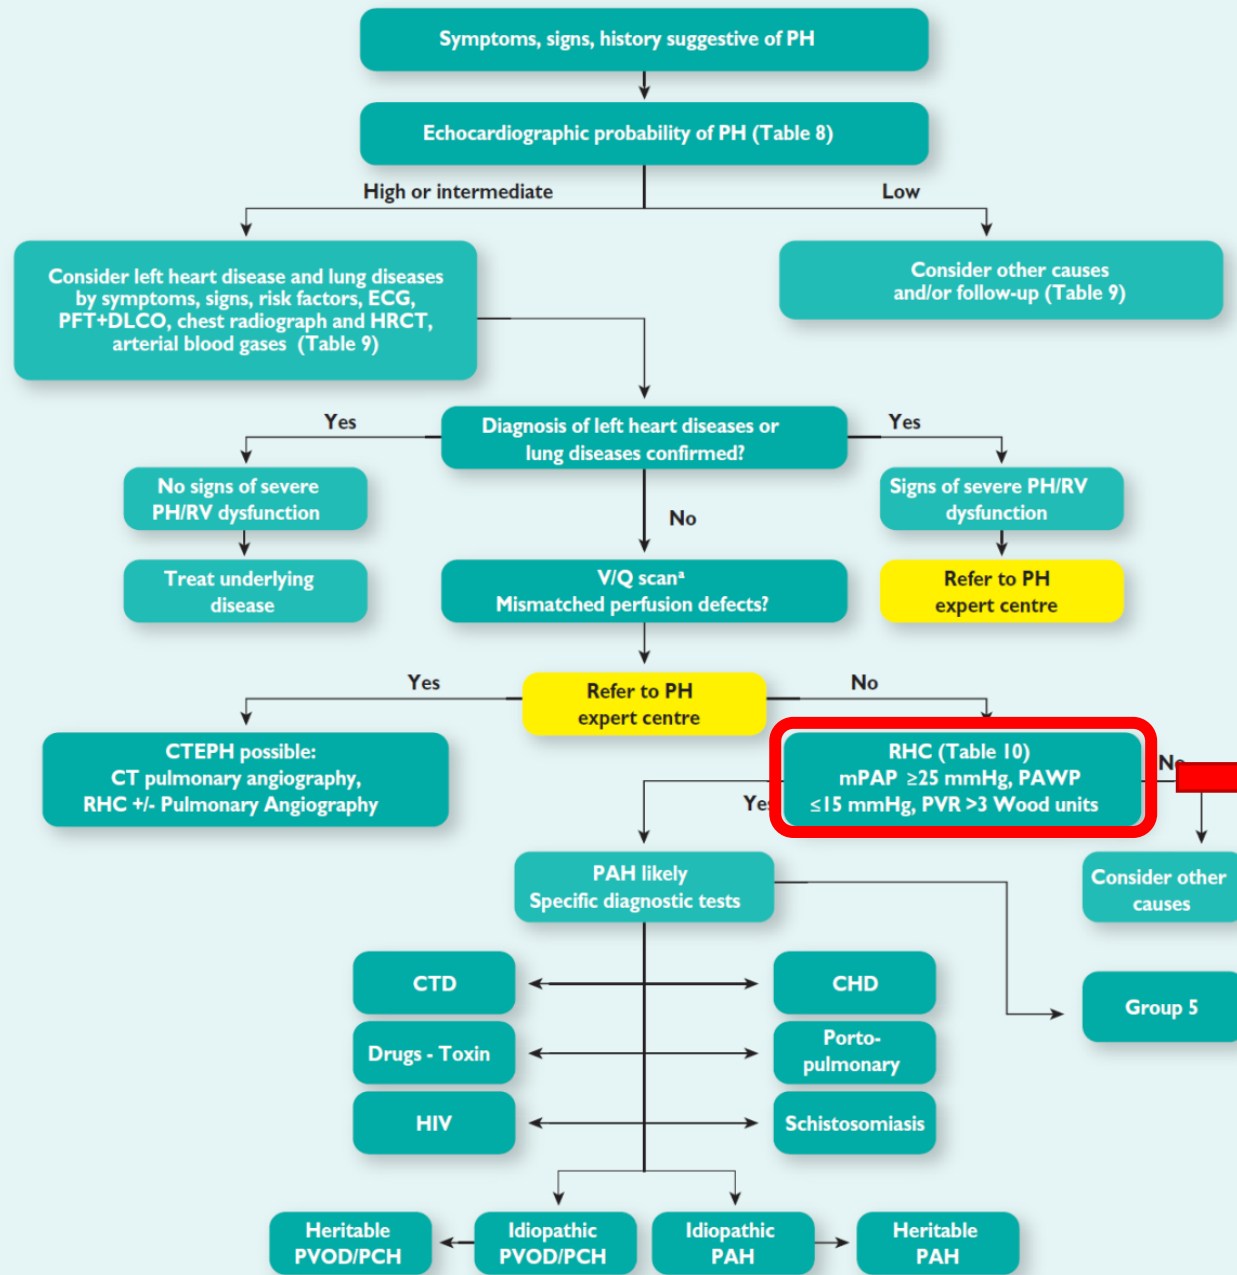 Symptoms, signs, history suggestive of PH
Echocardiographic probability of PH (Table 8)
High or intermediate
Low
Consider left heart disease and lung diseases
by symptoms, signs, risk factors, ECG,
PFT+DLCO, chest radiograph and HRCT,
arterial blood gases (Table 9)
Consider other causes
and/or follow-up (Table 9)
Yes
Diagnosis of left heart diseases or
lung diseases confirmed?
Yes
No signs of severe
PH/RV dysfunction
Signs of severe PH/RV
dysfunction
No
Treat underlying
disease
V/Q scanª
Mismatched perfusion defects?
Refer to PH
expert centre
Yes
Refer to PH
expert centre
No
CTEPH possible:
CT pulmonary angiography,
RHC +/- Pulmonary Angiography
RHC (Table 10)
mPAP ≥25 mmHg, PAWP
≤15 mmHg, PVR >3 Wood units
No
Yes
PAH likely
Specific diagnostic tests
Consider other
causes
CTD
CHD
Group 5
Drugs - Toxin
Porto-
pulmonary
HIV
Schistosomiasis
Heritable
PVOD/PCH
Idiopathic
PVOD/PCH
Idiopathic
PAH
Heritable
PAH